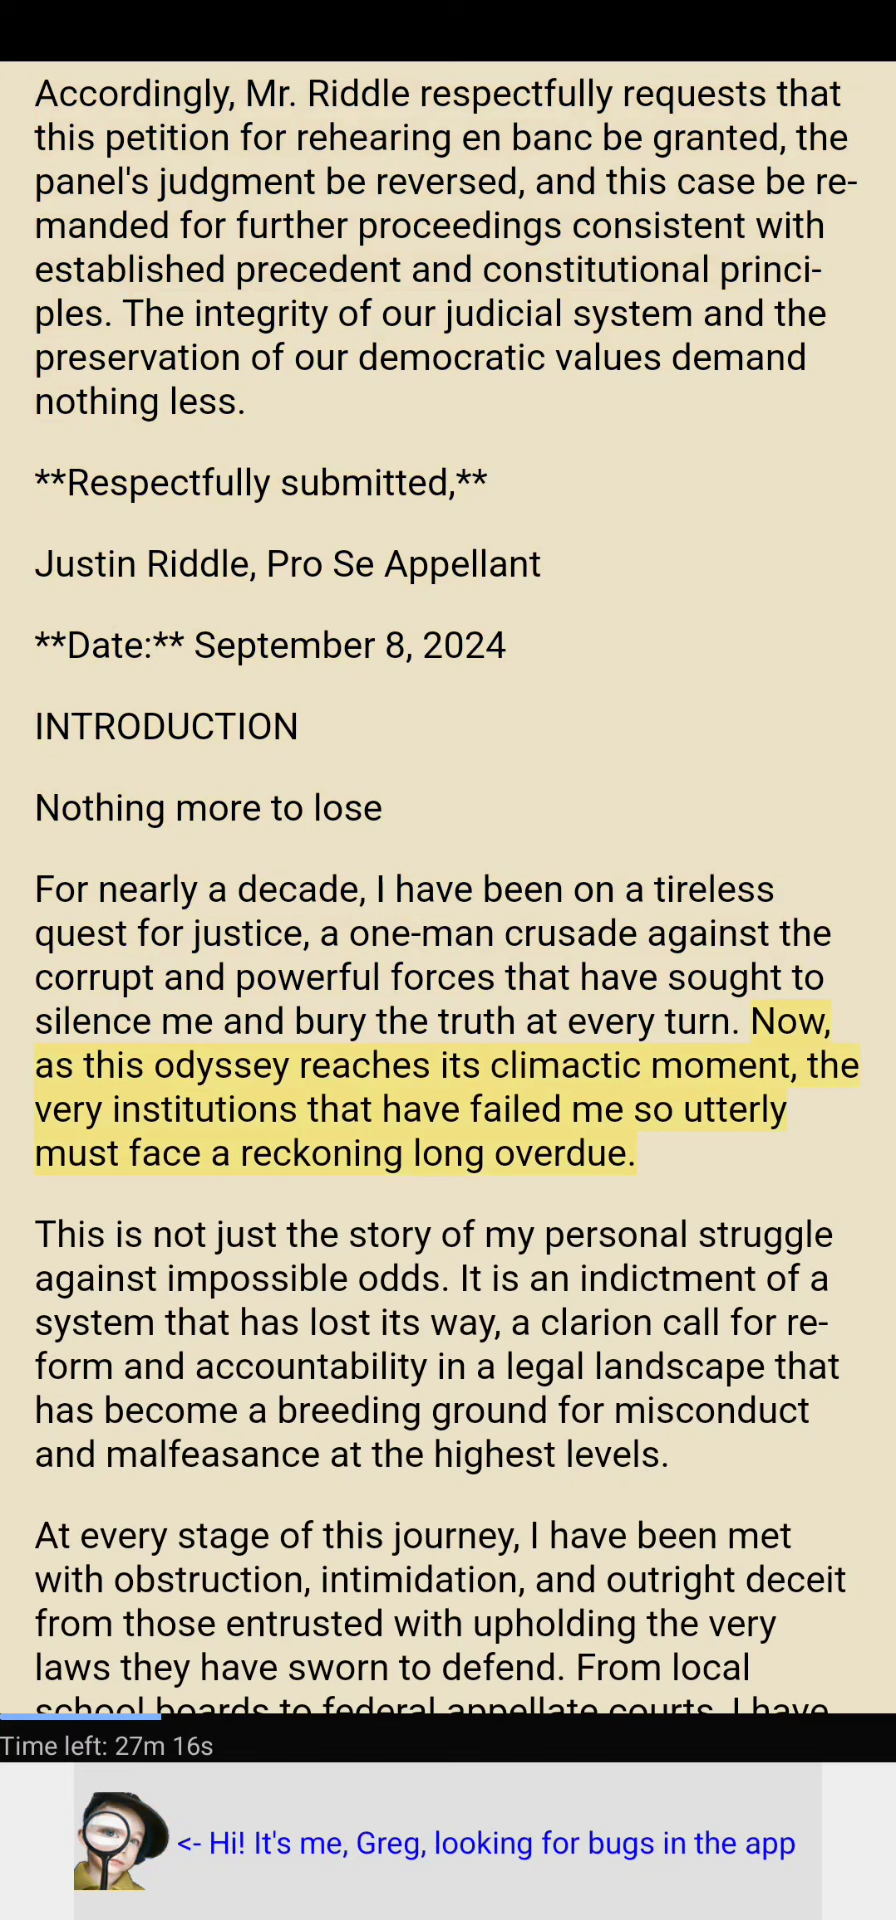 Accordingly, Mr. Riddle respectfully requests that
this petition for rehearing en banc be granted, the
panel's judgment be reversed, and this case be re-
manded for further proceedings consistent with
established precedent and constitutional princi-
ples. The integrity of our judicial system and the
preservation of our democratic values demand
nothing less.
**Respectfully submitted,**
Justin Riddle, Pro Se Appellant
**Date:** September 8, 2024
INTRODUCTION
Nothing more to lose
For nearly a decade, I have been on a tireless
quest for justice, a one-man crusade against the
corrupt and powerful forces that have sought to
silence me and bury the truth at every turn. Now,
as this odyssey reaches its climactic moment, the
very institutions that have failed me so utterly
must face a reckoning long overdue.
This is not just the story of my personal struggle
against impossible odds. It is an indictment of a
system that has lost its way, a clarion call for re-
form and accountability in a legal landscape that
has become a breeding ground for misconduct
and malfeasance at the highest levels.
At every stage of this journey, I have been met
with obstruction, intimidation, and outright deceit
from those entrusted with upholding the very
laws they have sworn to defend. From local
school boards to federal appellate courts, I have
Time left: 27m 16s
<- Hi! It's me, Greg, looking for bugs in the app